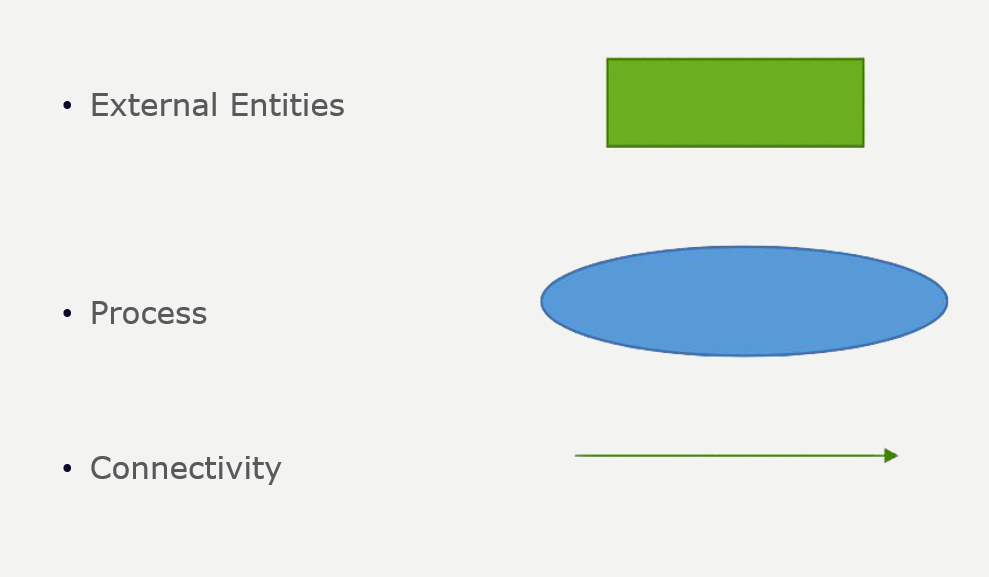 • External Entities
• Process
• Connectivity